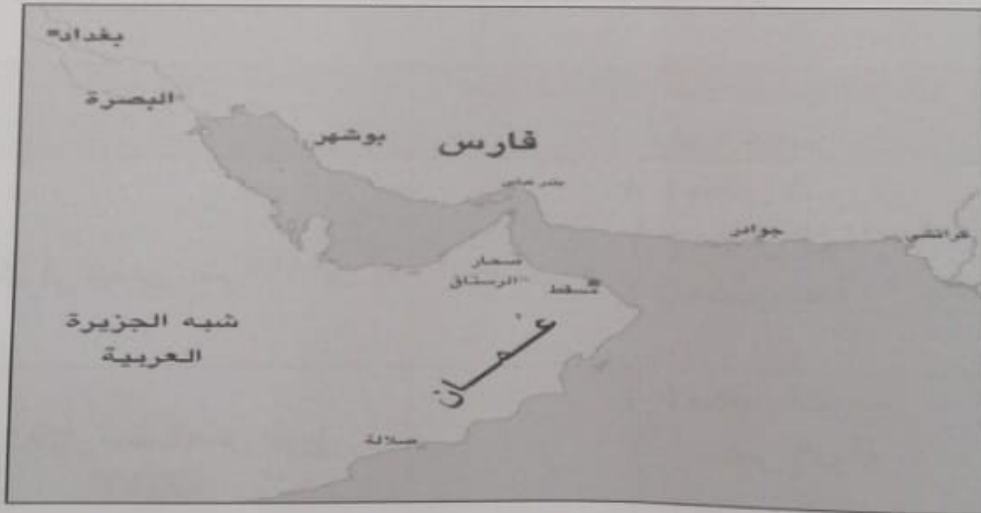 بغداد
البصرة
بوشهر
فارس
بندر عباس
جوادر
كراتشي
صحار
الرستاق
مسقط
شبه الجزيرة
العربية
عُمان
صلالة